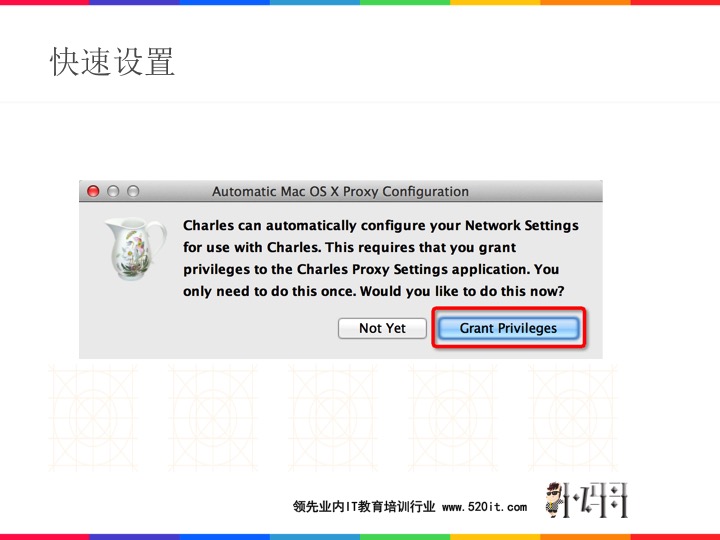 快速设置
Automatic Mac OS X Proxy Configuration
Charles can automatically configure your Network Settings
for use with Charles. This requires that you grant
privileges to the Charles Proxy Settings application. You
only need to do this once. Would you like to do this now?
Not Yet
Grant Privileges
领先业内IT教育培训行业 www.520it.com
小码哥